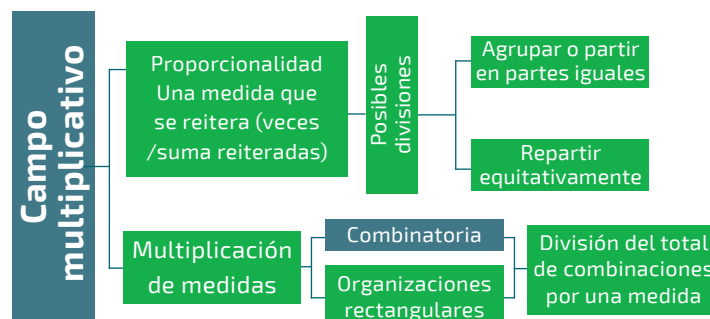 Campo
multiplicativo
Proporcionalidad
Una medida que
se reitera (veces
/suma reiteradas)
Posibles
divisiones
Agrupar o partir
en partes iguales
Repartir
equitativamente
Multiplicación
de medidas
Combinatoria
Organizaciones
rectangulares
División del total
de combinaciones
por una medida